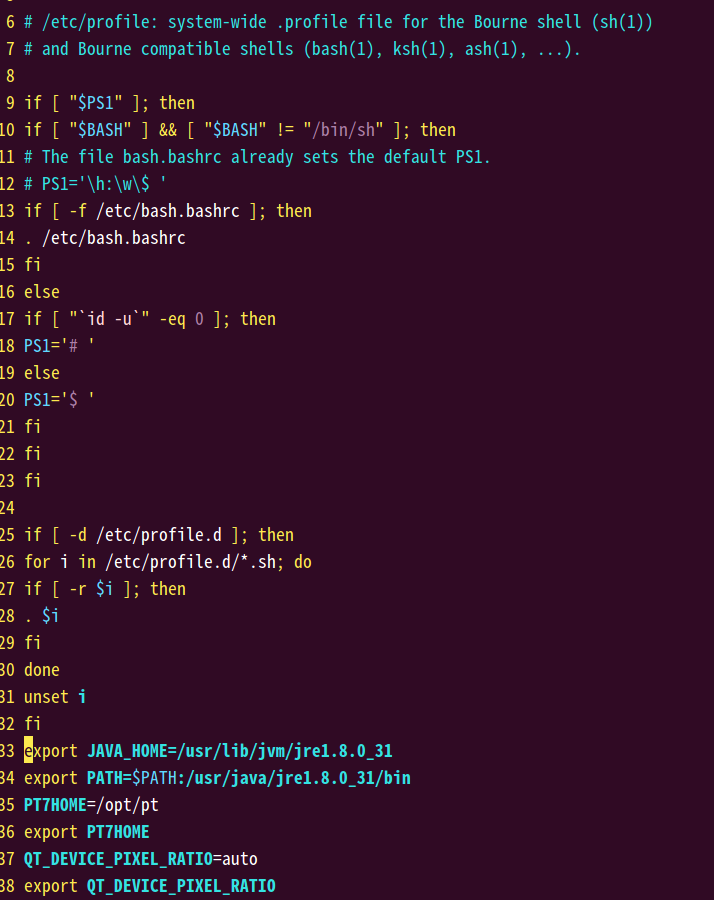 6 # /etc/profile: system-wide .profile file for the Bourne shell (sh(1))
7 # and Bourne compatible shells (bash(1), ksh(1), ash(1), ...).
8
9 if [ "$PS1" ]; then
10 if [ "$BASH" ] && [ "$BASH" != "/bin/sh" ]; then
11 # The file bash.bashrc already sets the default PS1.
12 # PS1='\h:\w\$ '
13 if [ -f /etc/bash.bashrc ]; then
14 . /etc/bash.bashrc
15 fi
16 else
17 if [ "`id -u`" -eq 0 ]; then
18 PS1='# '
19 else
20 PS1='$ '
21 fi
22 fi
23 fi
24
25 if [ -d /etc/profile.d ]; then
26 for i in /etc/profile.d/*.sh; do
27 if [ -r $i ]; then
28 . $i
29 fi
30 done
31 unset i
32 fi
33 export JAVA_HOME=/usr/lib/jvm/jre1.8.0_31
34 export PATH=$PATH:/usr/java/jre1.8.0_31/bin
35 PT7HOME=/opt/pt
36 export PT7HOME
37 QT_DEVICE_PIXEL_RATIO=auto
38 export QT_DEVICE_PIXEL_RATIO